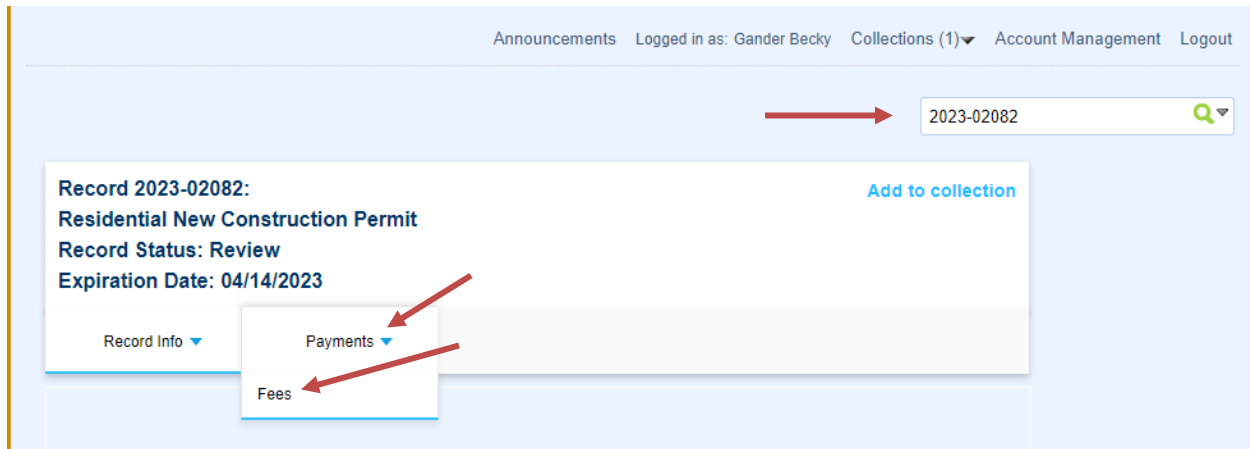 Announcements Logged in as: Gander Becky Collections (1) Account Management Logout
2023-02082
Record 2023-02082:
Add to collection
Residential New Construction Permit
Record Status: Review
Expiration Date: 04/14/2023
Record Info Payments
Fees